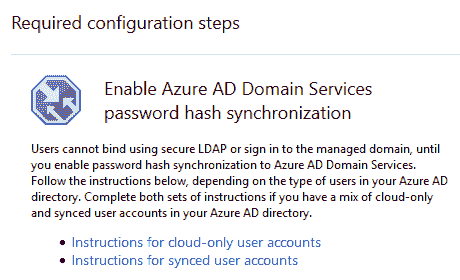 Required configuration steps
Enable Azure AD Domain Services
password hash synchronization
Users cannot bind using secure LDAP or sign in to the managed domain, until
you enable password hash synchronization to Azure AD Domain Services.
Follow the instructions below, depending on the type of users in your Azure AD
directory. Complete both sets of instructions if you have a mix of cloud-only
and synced user accounts in your Azure AD directory.
• Instructions for cloud-only user accounts
• Instructions for synced user accounts